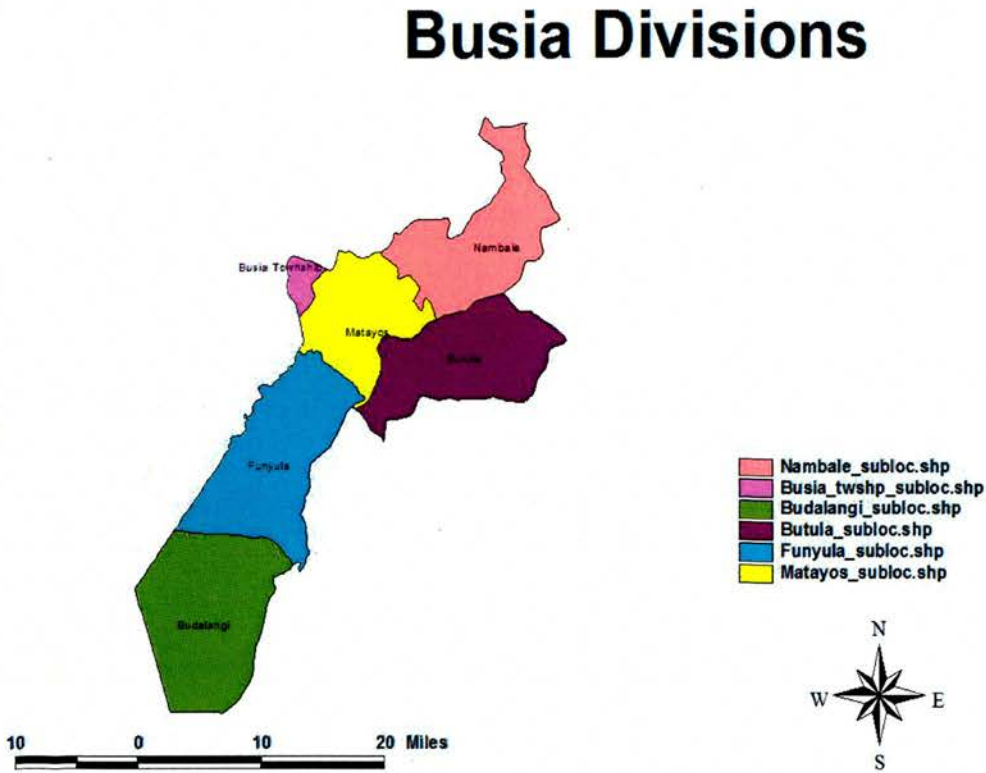 Busia Divisions
Nambale
Busia Township
Matayos
Butula
Funyula
Budalangi
Nambale_subloc.shp
Busia_twshp_subloc.shp
Budalangi_subloc.shp
Butula_subloc.shp
Funyula_subloc.shp
Matayos_subloc.shp
N
W E
S
10 0 10 20 Miles